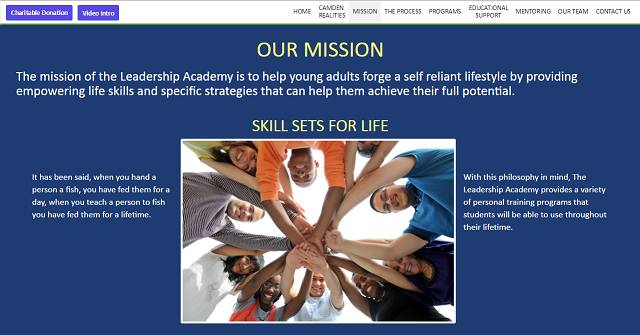 Charitable Donation
Video Intro
HOME
CAMDEN
REALITIES
MISSION
THE PROCESS
PROGRAMS
EDUCATIONAL
SUPPORT
MENTORING
OUR TEAM
CONTACT US
OUR MISSION
The mission of the Leadership Academy is to help young adults forge a self reliant lifestyle by providing
empowering life skills and specific strategies that can help them achieve their full potential.
SKILL SETS FOR LIFE
It has been said, when you hand a
person a fish, you have fed them for a
day, when you teach a person to fish
you have fed them for a lifetime.
With this philosophy in mind, The
Leadership Academy provides a variety
of personal training programs that
students will be able to use throughout
their lifetime.